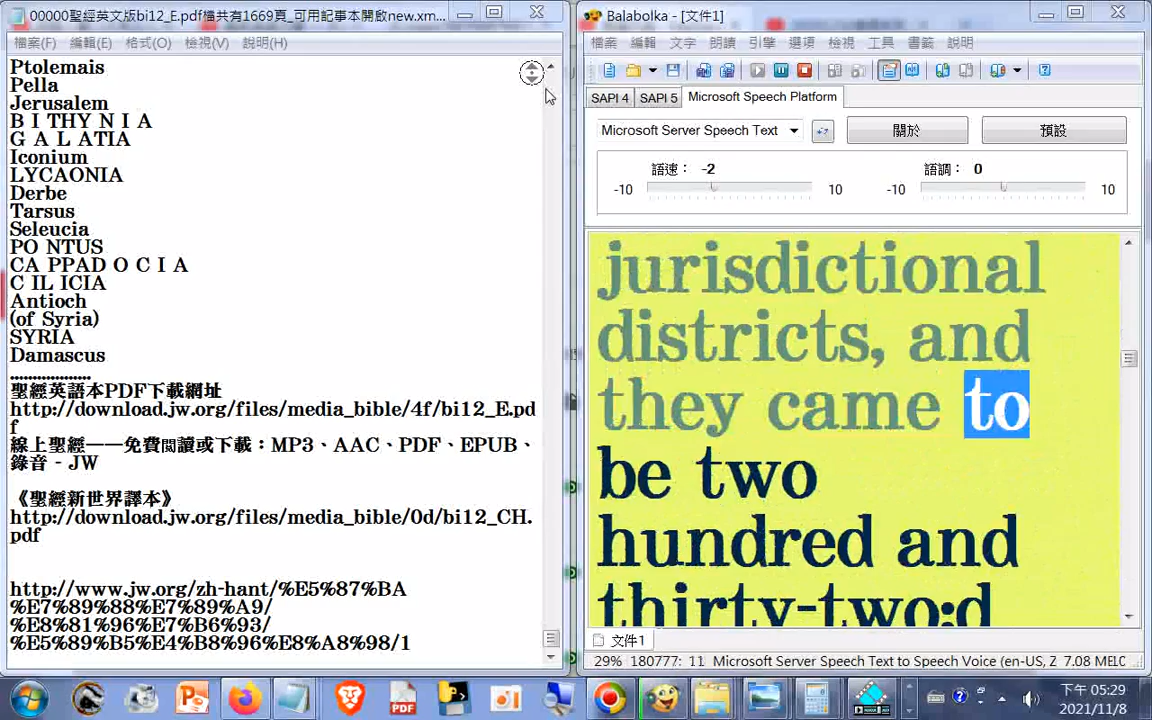 00000聖經英文版bi12_E.pdf檔共有1669頁_可用記事本開啟new.xm...
檔案(F) 編輯(E) 格式(O) 檢視(V) 說明(H)
Ptolemais
Pella
Jerusalem
B I THY N I A
G A L ATIA
Iconium
LYCAONIA
Derbe
Tarsus
Seleucia
PO NTUS
CA PPAD O C I A
C IL ICIA
Antioch
(of Syria)
SYRIA
Damascus
..................
聖經英語本PDF下載網址
http://download.jw.org/files/media_bible/4f/bi12_E.pd
f
線上聖經——免費閱讀或下載：MP3、AAC、PDF、EPUB、
錄音 - JW
《聖經新世界譯本》
http://download.jw.org/files/media_bible/0d/bi12_CH.
pdf
http://www.jw.org/zh-hant/%E5%87%BA
%E7%89%88%E7%89%A9/
%E8%81%96%E7%B6%93/
%E5%89%B5%E4%B8%96%E8%A8%98/1
Balabolka - [文件1]
檔案 編輯 文字 朗讀 引擎 選項 檢視 工具 書籤 說明
SAPI 4 SAPI 5 Microsoft Speech Platform
Microsoft Server Speech Text 關於 預設
語速： -2 語調： 0
-10 10 -10 10
jurisdictional
districts, and
they came to
be two
hundred and
thirty-two:d
文件1
29% 180777: 11 Microsoft Server Speech Text to Speech Voice (en-US, Z 7.08 MELC
PDF
下午 05:29
2021/11/8